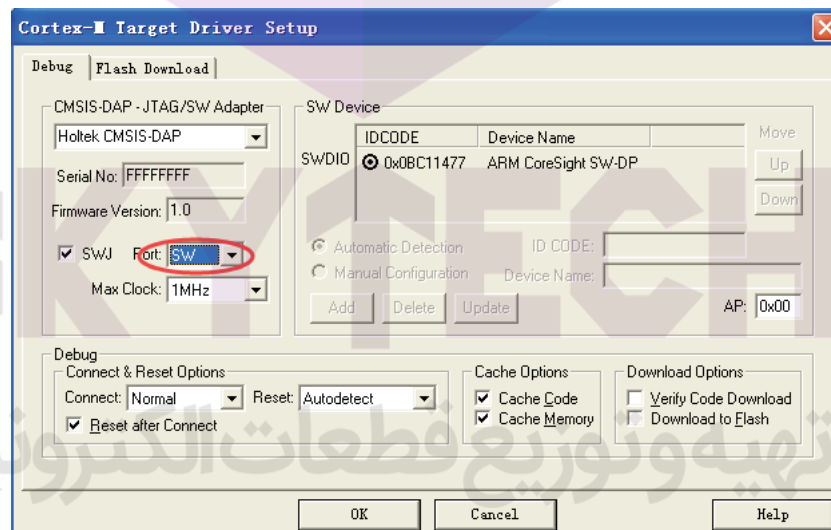 Cortex-M Target Driver Setup
Debug
Flash Download
CMSIS-DAP - JTAG/SW Adapter
Holtek CMSIS-DAP
Serial No: FFFFFFFF
Firmware Version: 1.0
SWJ Port: SW
Max Clock: 1MHz
SW Device
IDCODE Device Name Move
SWDIO 0x0BC11477 ARM CoreSight SW-DP Up
Down
Automatic Detection ID CODE:
Manual Configuration Device Name:
Add Delete Update AP: 0x00
Debug
Connect & Reset Options
Connect: Normal Reset: Autodetect
Reset after Connect
Cache Options
Cache Code
Cache Memory
Download Options
Verify Code Download
Download to Flash
OK Cancel Help
SKYTECH
تهیه و توزیع قطعات